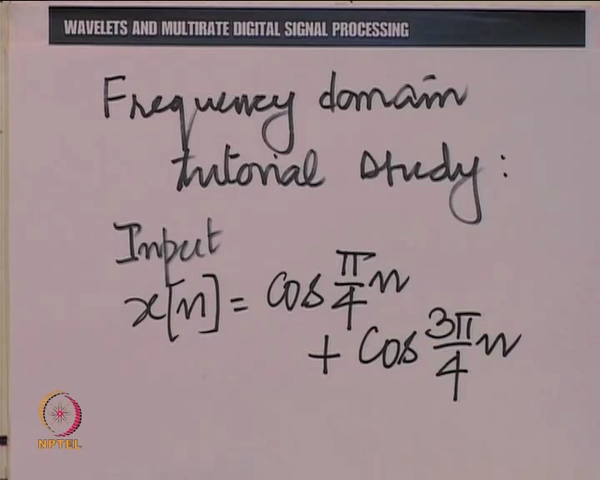 WAVELETS AND MULTIRATE DIGITAL SIGNAL PROCESSING
Frequency domain
tutorial study:
Input
x[n] = cos π/4 n
+ cos 3π/4 n
NPTEL